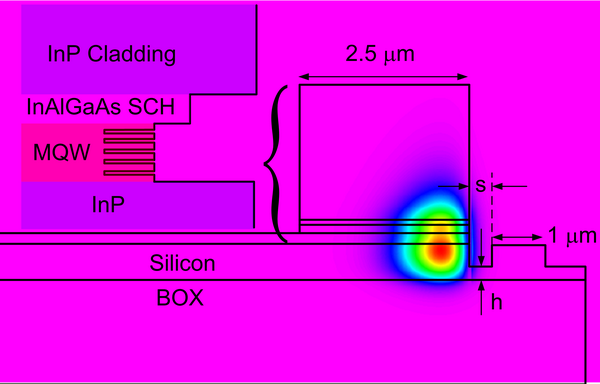 InP Cladding
2.5 μm
InAlGaAs SCH
MQW
s
InP
1 μm
Silicon
BOX
h